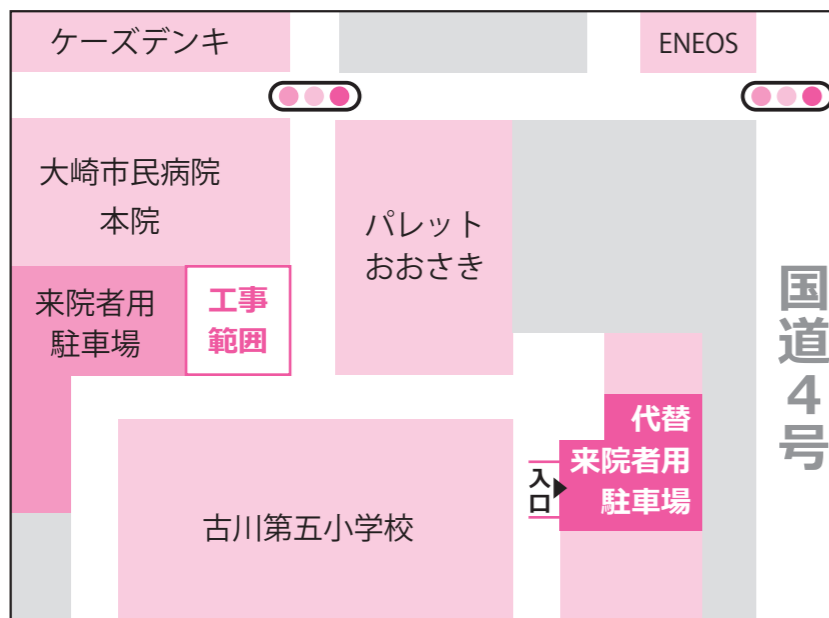 ケーズデンキ
ENEOS
大崎市民病院
本院
パレット
おおさき
来院者用
駐車場
工事
範囲
国道4号
代替
来院者用
駐車場
入口
古川第五小学校